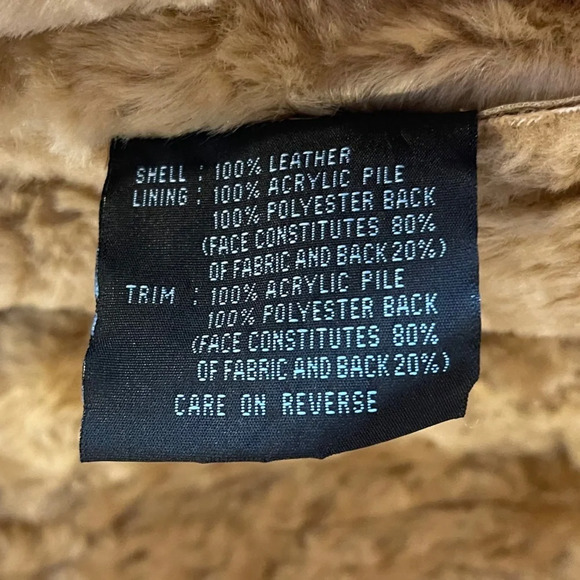 SHELL : 100% LEATHER
LINING : 100% ACRYLIC PILE
100% POLYESTER BACK
(FACE CONSTITUTES 80%
OF FABRIC AND BACK 20%)
TRIM : 100% ACRYLIC PILE
100% POLYESTER BACK
(FACE CONSTITUTES 80%
OF FABRIC AND BACK 20%)
CARE ON REVERSE